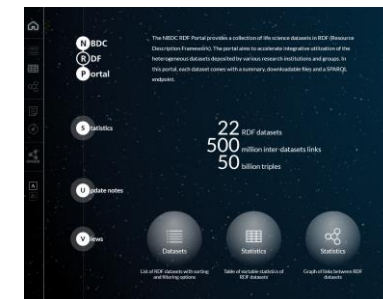 NBDC
RDF
Portal
The NBDC RDF Portal provides a collection of life science datasets in RDF (Resource
Description Framework). The portal aims to accelerate integrative utilization of the
heterogeneous datasets deposited by various research institutions and groups. In
this portal, each dataset comes with a summary, downloadable files and a SPARQL
endpoint.
Statistics
22 RDF datasets
500 million inter-datasets links
50 billion triples
Update notes
Views
Datasets
Statistics
Statistics
List of RDF datasets with sorting
and filtering options
Table of sortable statistics of
RDF datasets
Graph of links between RDF
datasets